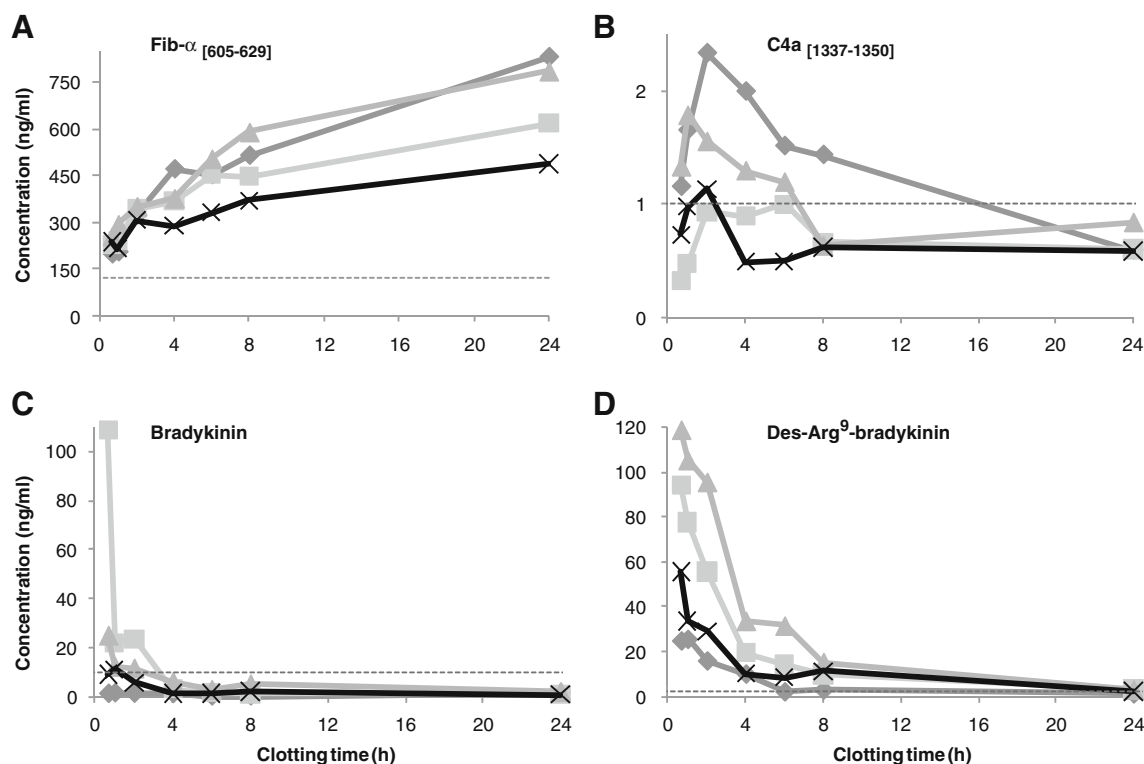 A
Fib-α [605-629]
Concentration (ng/ml)
750
600
450
300
150
0
0 4 8 12 16 20 24
B
C4a [1337-1350]
2
1
0
0 4 8 12 16 20 24
C
Bradykinin
Concentration (ng/ml)
100
80
60
40
20
0
0 4 8 12 16 20 24
Clotting time (h)
D
Des-Arg9-bradykinin
120
100
80
60
40
20
0
0 4 8 12 16 20 24
Clotting time (h)